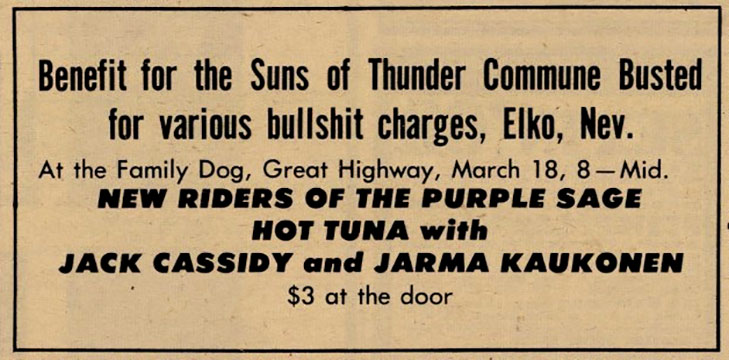 Benefit for the Suns of Thunder Commune Busted
for various bullshit charges, Elko, Nev.
At the Family Dog, Great Highway, March 18, 8—Mid.
NEW RIDERS OF THE PURPLE SAGE
HOT TUNA with
JACK CASSIDY and JARMA KAUKONEN
$3 at the door